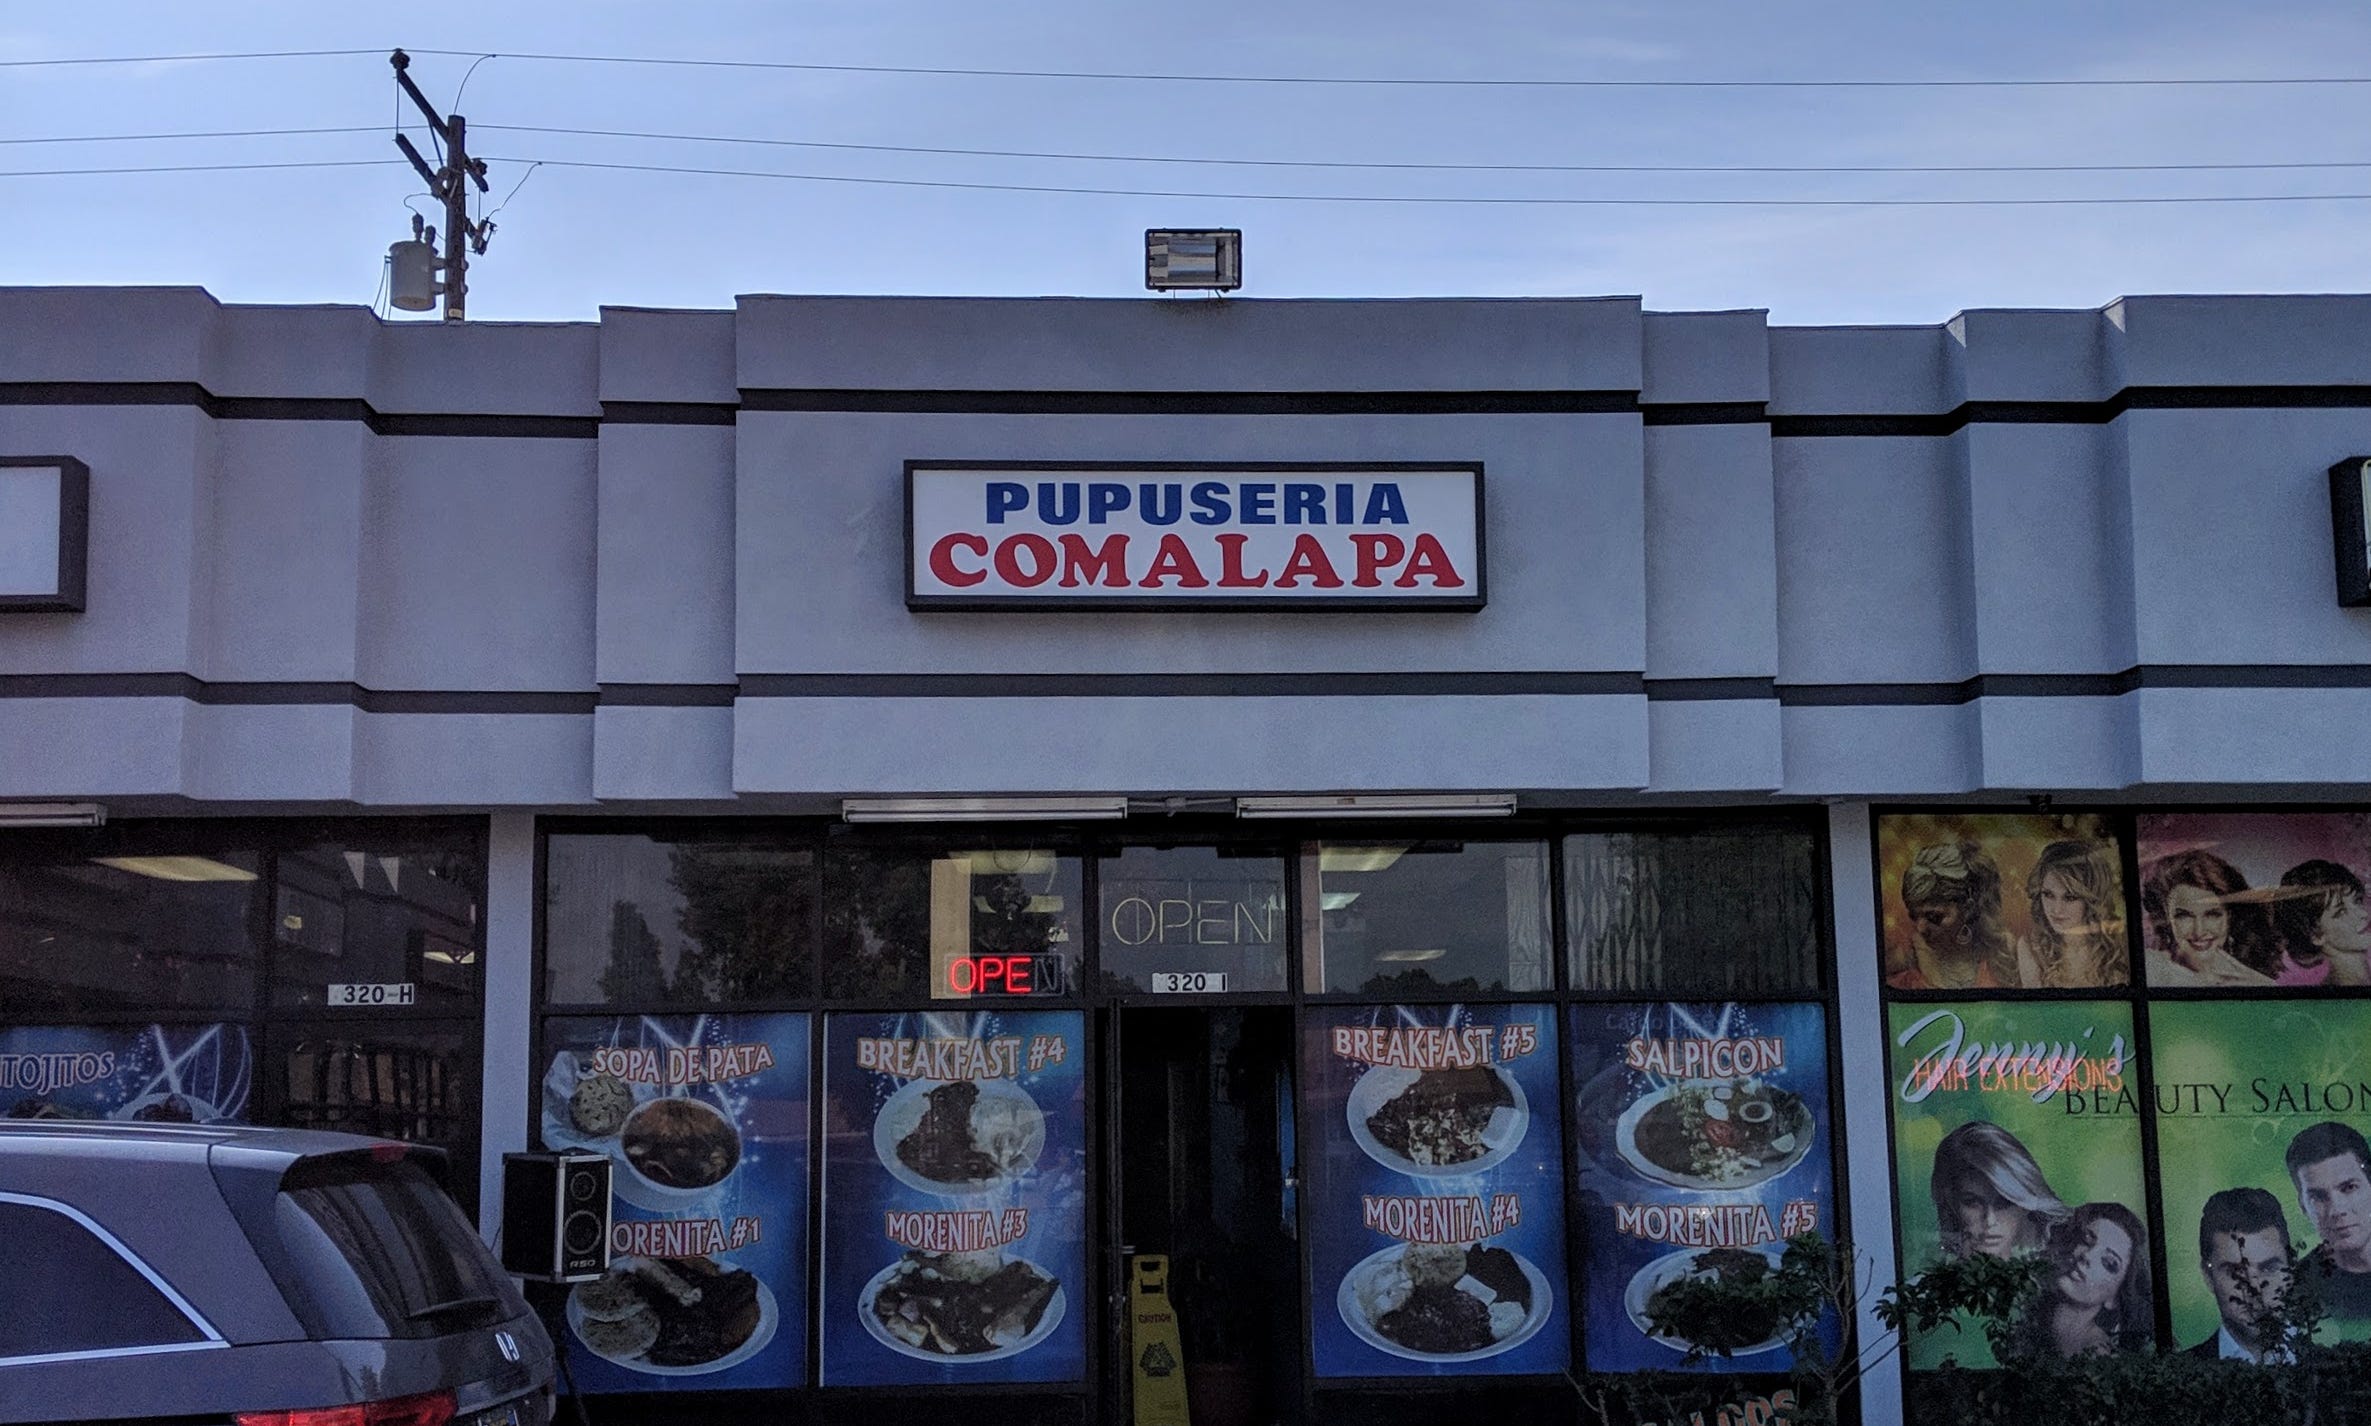 PUPUSERIA
COMALAPA
OPEN
OPEN
320-H
320 I
TOJITOS
SOPA DE PATA
BREAKFAST #4
BREAKFAST #5
SALPICON
ORENITA #1
MORENITA #3
MORENITA #4
MORENITA #5
Jenny's
HAIR EXTENSIONS
BEAUTY SALON
CAUTION